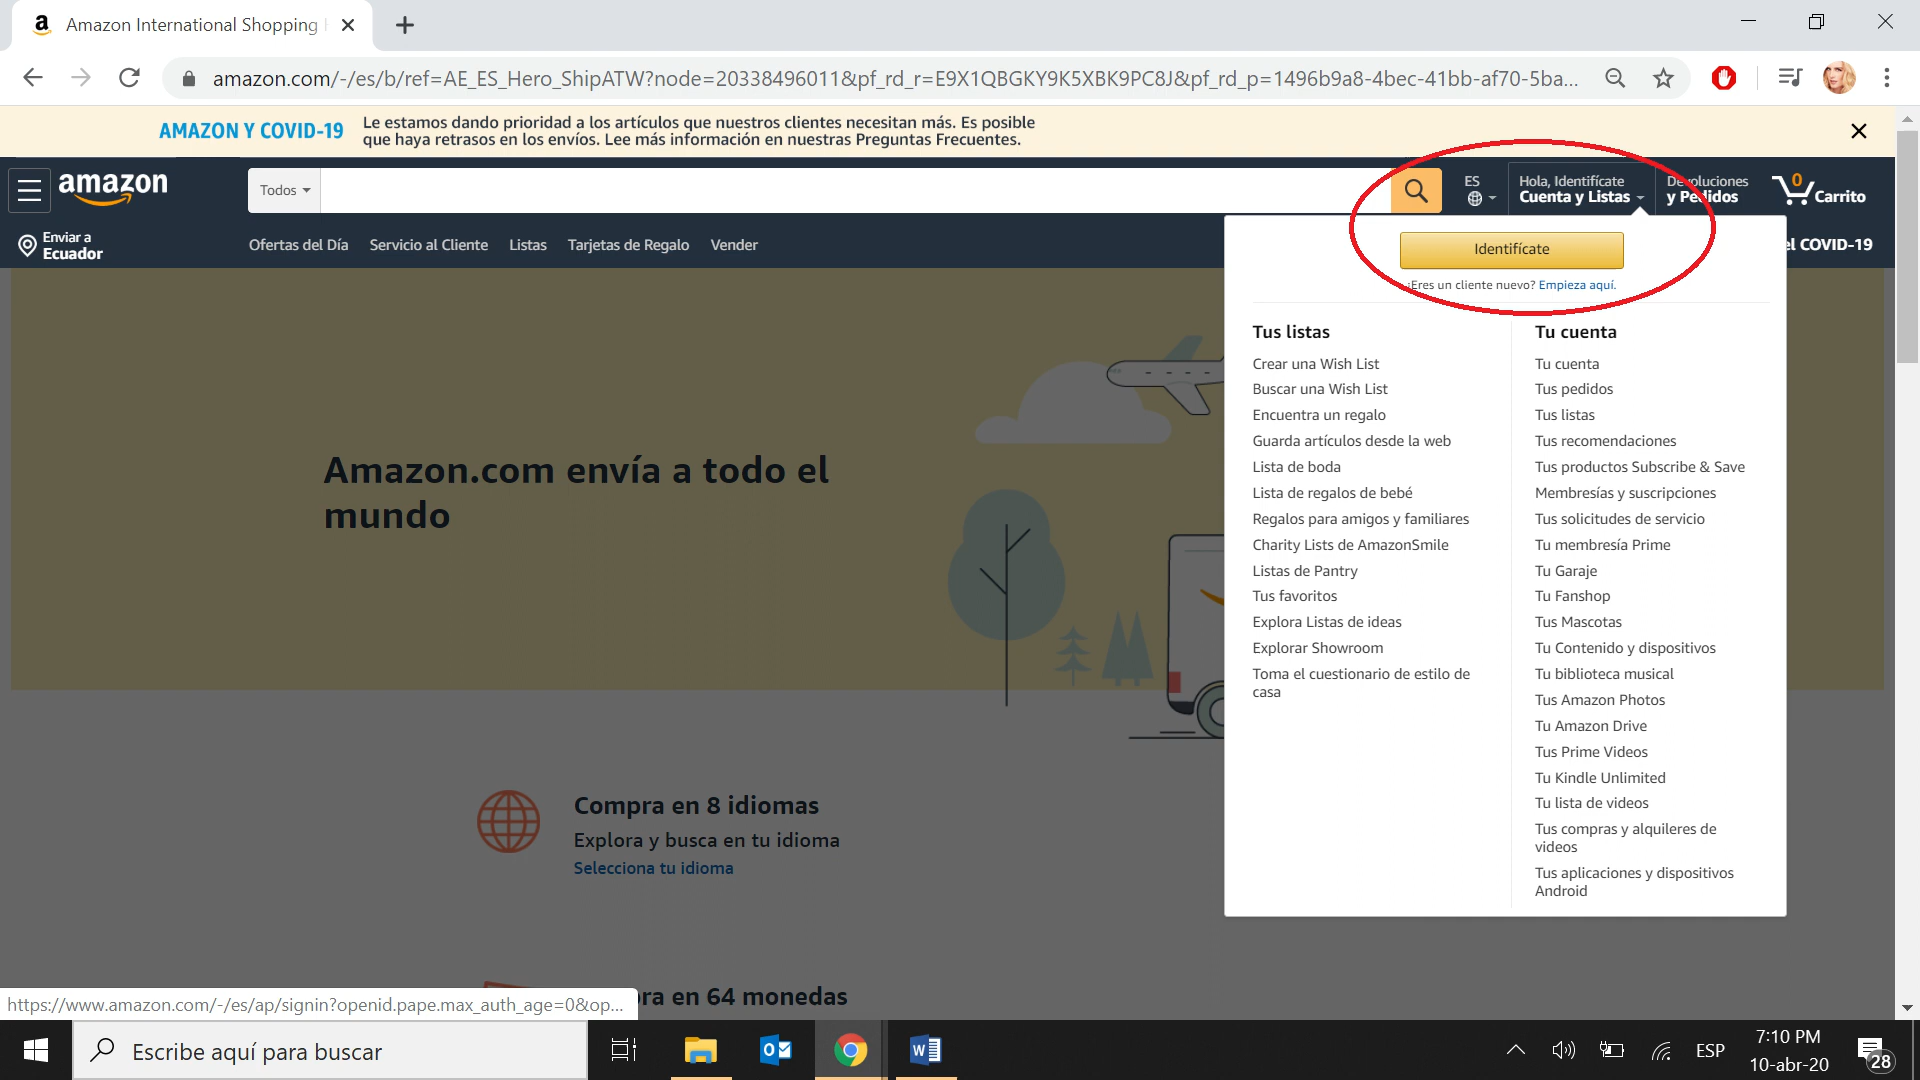 Amazon International Shopping
amazon.com/-/es/b/ref=AE_ES_Hero_ShipATW?node=20338496011&pf_rd_r=E9X1QBGKY9K5XBK9PC8J&pf_rd_p=1496b9a8-4bec-41bb-af70-5ba...
AMAZON Y COVID-19
Le estamos dando prioridad a los artículos que nuestros clientes necesitan más. Es posible
que haya retrasos en los envíos. Lee más información en nuestras Preguntas Frecuentes.
amazon
Todos
ES
Hola, Identifícate
Cuenta y Listas
Devoluciones
y Pedidos
0
Carrito
Enviar a
Ecuador
Ofertas del Día
Servicio al Cliente
Listas
Tarjetas de Regalo
Vender
el COVID-19
Identifícate
¿Eres un cliente nuevo? Empieza aquí.
Tus listas
Crear una Wish List
Buscar una Wish List
Encuentra un regalo
Guarda artículos desde la web
Lista de boda
Lista de regalos de bebé
Regalos para amigos y familiares
Charity Lists de AmazonSmile
Listas de Pantry
Tus favoritos
Explora Listas de ideas
Explorar Showroom
Toma el cuestionario de estilo de
casa
Tu cuenta
Tu cuenta
Tus pedidos
Tus listas
Tus recomendaciones
Tus productos Subscribe & Save
Membresías y suscripciones
Tus solicitudes de servicio
Tu membresía Prime
Tu Garaje
Tu Fanshop
Tus Mascotas
Tu Contenido y dispositivos
Tu biblioteca musical
Tus Amazon Photos
Tu Amazon Drive
Tus Prime Videos
Tu Kindle Unlimited
Tu lista de videos
Tus compras y alquileres de
videos
Tus aplicaciones y dispositivos
Android
Amazon.com envía a todo el
mundo
Compra en 8 idiomas
Explora y busca en tu idioma
Selecciona tu idioma
ra en 64 monedas
https://www.amazon.com/-/es/ap/signin?openid.pape.max_auth_age=0&op...
Escribe aquí para buscar
ESP
7:10 PM
10-abr-20
28